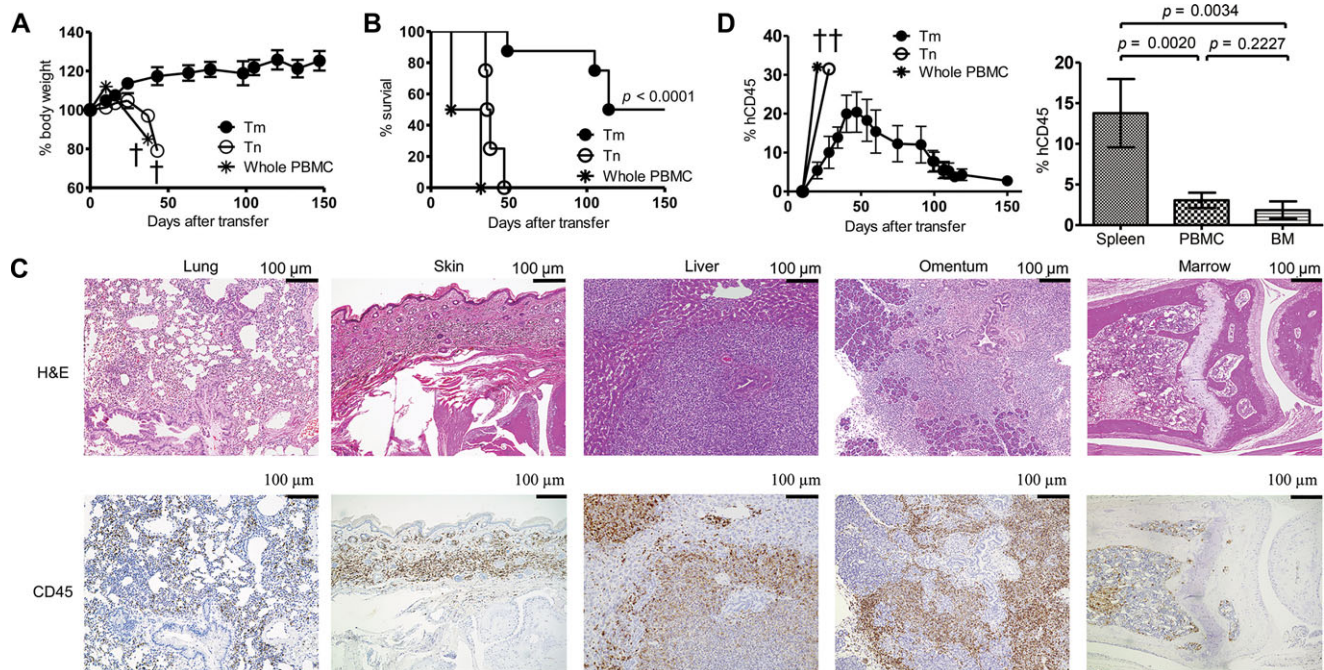 A
% body weight
140
120
100
80
60
0
50
100
150
Days after transfer
Tm
Tn
Whole PBMC
† †
B
% survial
100
80
60
40
20
0
0
50
100
150
Days after transfer
p < 0.0001
Tm
Tn
Whole PBMC
D
% hCD45
40
30
20
10
0
0
50
100
150
Days after transfer
††
Tm
Tn
Whole PBMC
p = 0.0034
p = 0.0020
p = 0.2227
% hCD45
20
15
10
5
0
Spleen
PBMC
BM
C
Lung
Skin
Liver
Omentum
Marrow
100 µm
100 µm
100 µm
100 µm
100 µm
H&E
100 µm
100 µm
100 µm
100 µm
100 µm
CD45